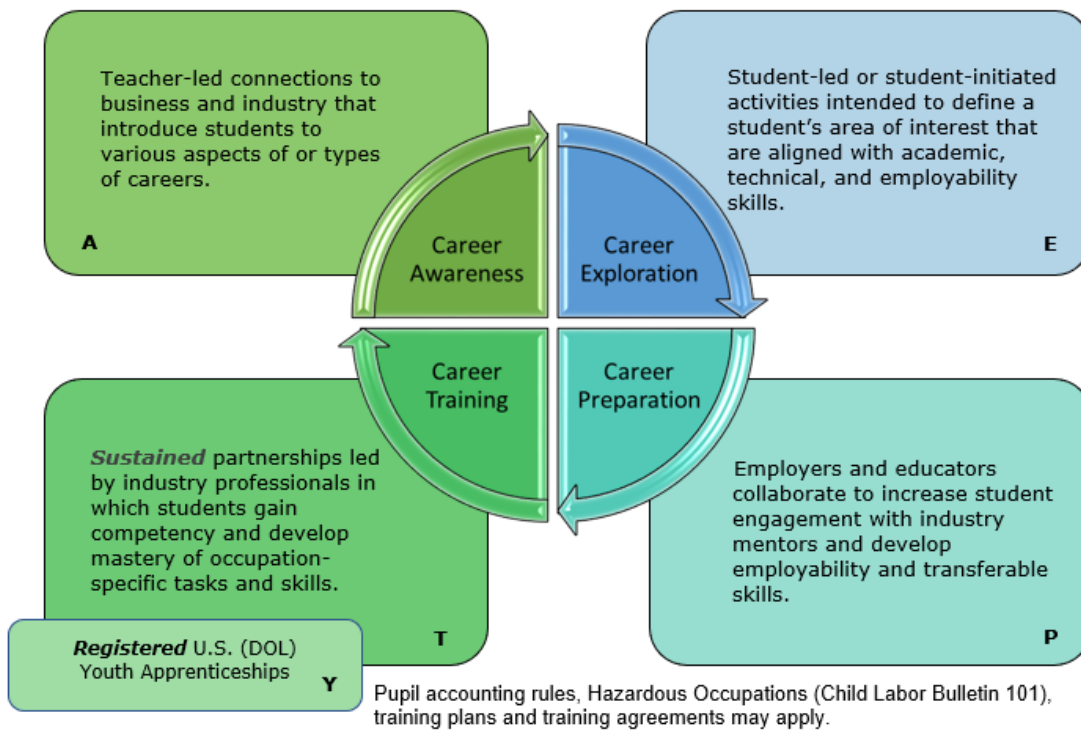 Teacher-led connections to
business and industry that
introduce students to
various aspects of or types
of careers.
A
Student-led or student-initiated
activities intended to define a
student's area of interest that
are aligned with academic,
technical, and employability
skills.
E
Career
Awareness
Career
Exploration
Career
Training
Career
Preparation
Sustained partnerships led
by industry professionals in
which students gain
competency and develop
mastery of occupation-
specific tasks and skills.
T
Registered U.S. (DOL)
Youth Apprenticeships
Y
Employers and educators
collaborate to increase student
engagement with industry
mentors and develop
employability and transferable
skills.
P
Pupil accounting rules, Hazardous Occupations (Child Labor Bulletin 101),
training plans and training agreements may apply.